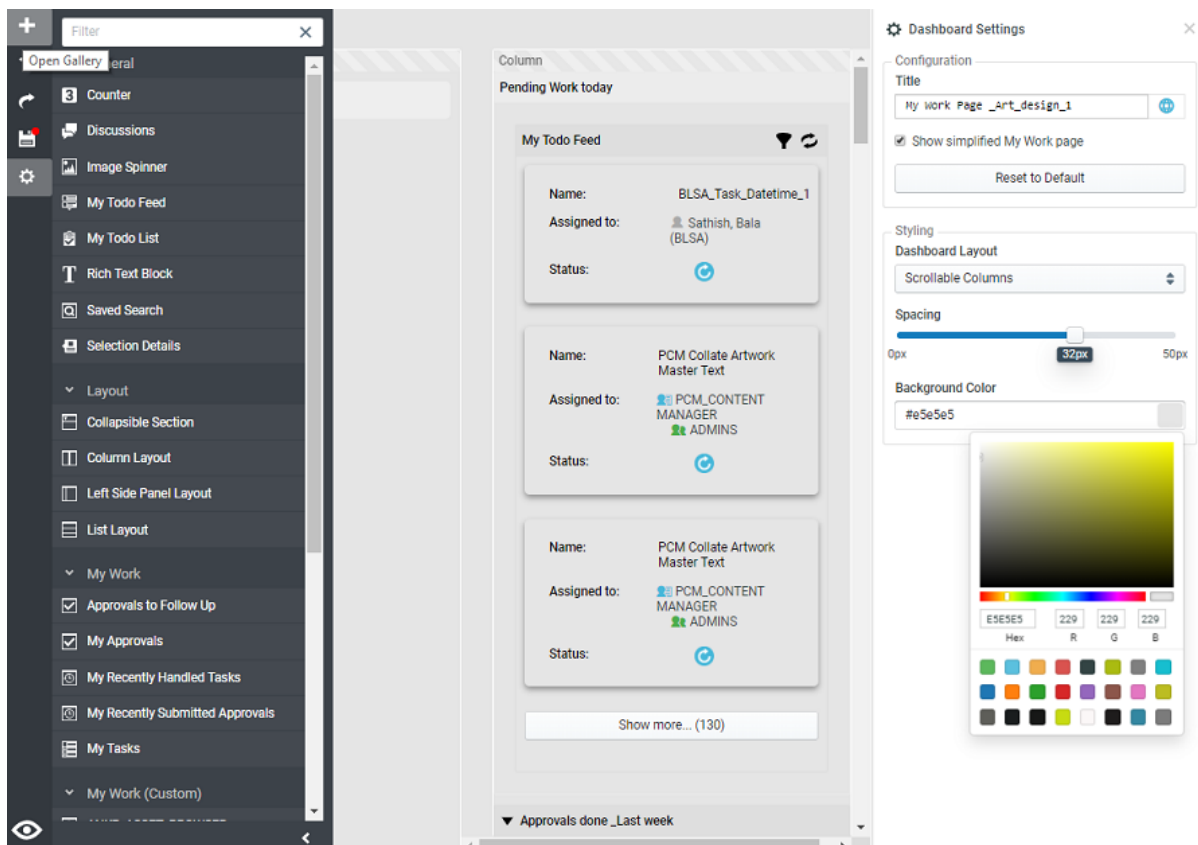 Filter
Open Gallery
eral
Counter
Discussions
Image Spinner
My Todo Feed
My Todo List
Rich Text Block
Saved Search
Selection Details
Layout
Collapsible Section
Column Layout
Left Side Panel Layout
List Layout
My Work
Approvals to Follow Up
My Approvals
My Recently Handled Tasks
My Recently Submitted Approvals
My Tasks
My Work (Custom)
Column
Pending Work today
My Todo Feed
Name: BLSA_Task_Datetime_1
Assigned to: Sathish, Bala
(BLSA)
Status:
Name: PCM Collate Artwork
Master Text
Assigned to: PCM_CONTENT
MANAGER
ADMINS
Status:
Name: PCM Collate Artwork
Master Text
Assigned to: PCM_CONTENT
MANAGER
ADMINS
Status:
Show more... (130)
Approvals done _Last week
Dashboard Settings
Configuration
Title
My Work Page _Art_design_1
Show simplified My Work page
Reset to Default
Styling
Dashboard Layout
Scrollable Columns
Spacing
0px 32px 50px
Background Color
#e5e5e5
E5E5E5 229 229 229
Hex R G B